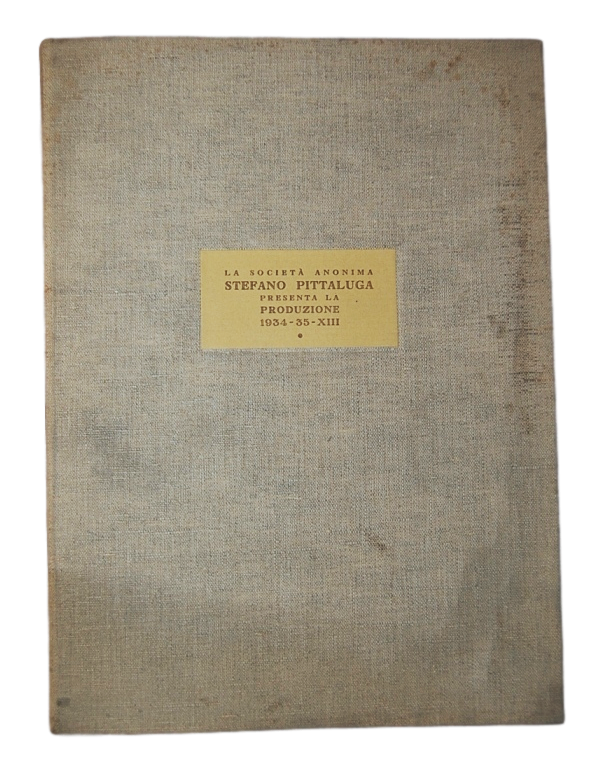 LA SOCIETÀ ANONIMA
STEFANO PITTALUGA
PRESENTA LA
PRODUZIONE
1934-35-XIII